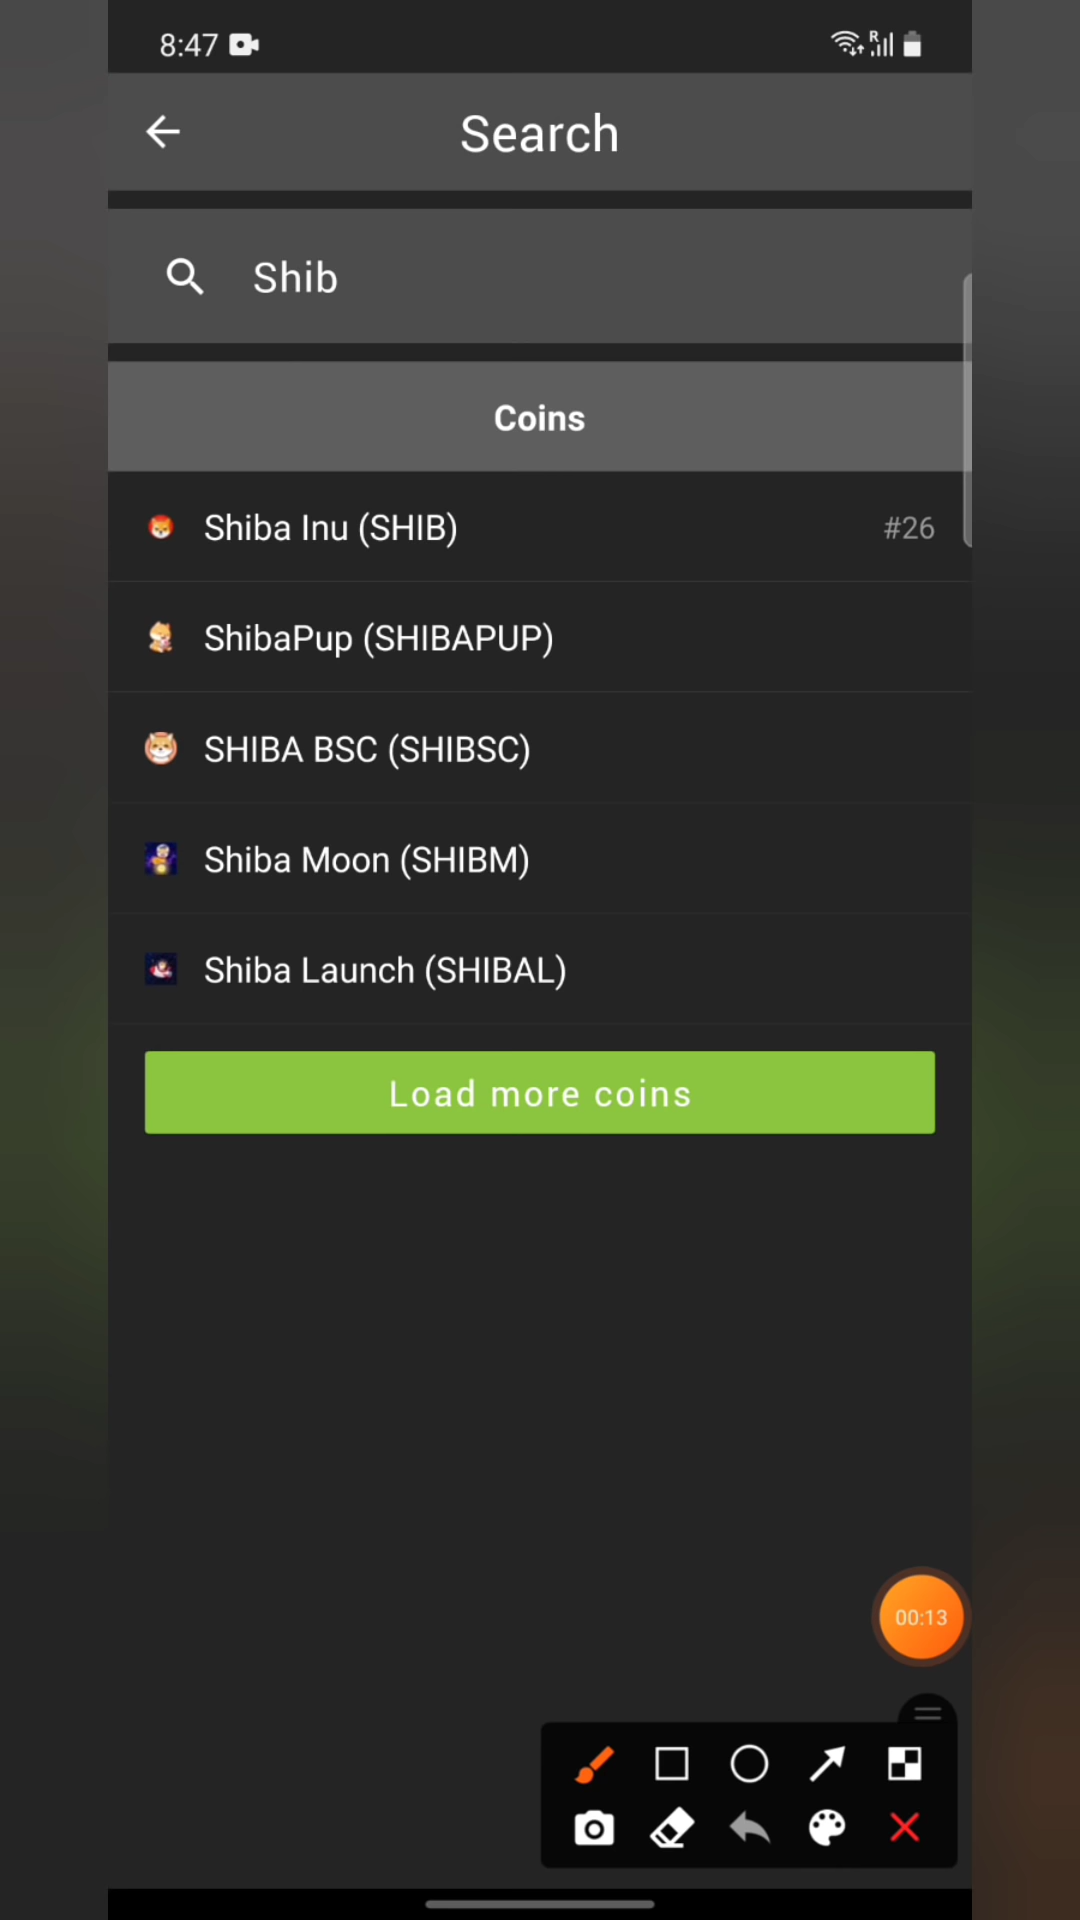 8:47
R
Search
Shib
Coins
Shiba Inu (SHIB) #26
ShibaPup (SHIBAPUP)
SHIBA BSC (SHIBSC)
Shiba Moon (SHIBM)
Shiba Launch (SHIBAL)
Load more coins
00:13